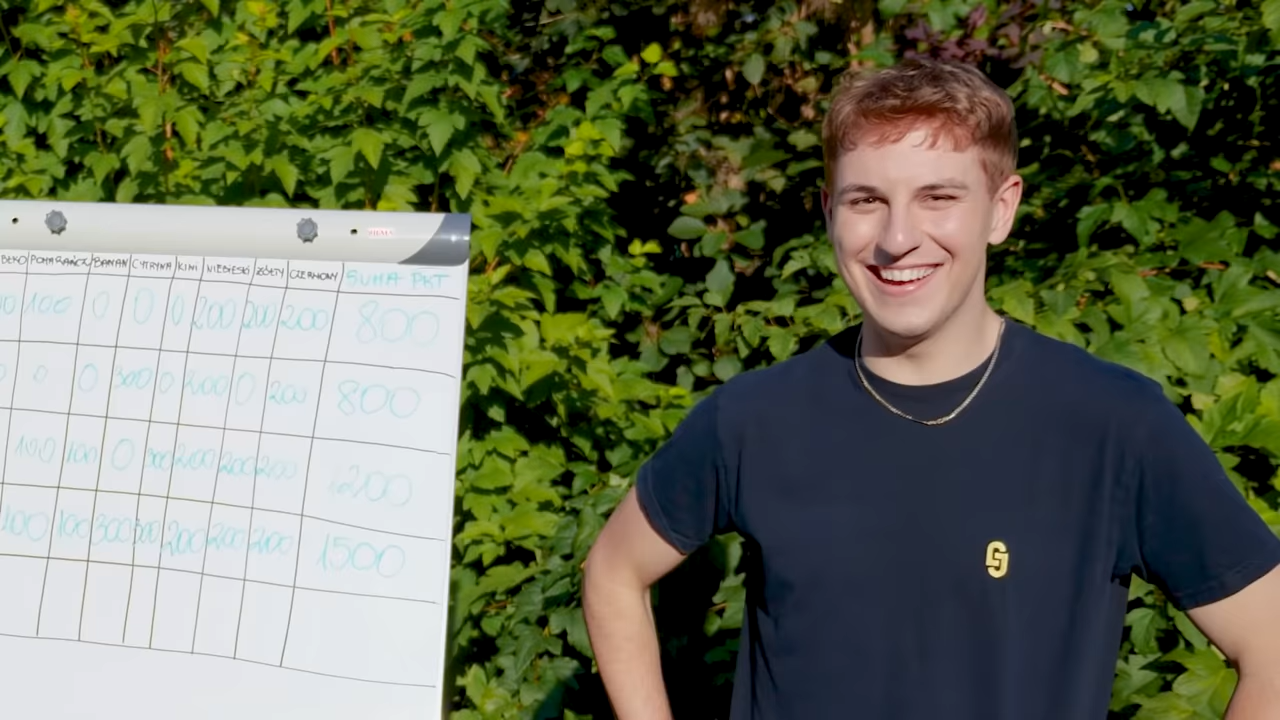 POMARAŃCZ BANAN CYTRYNA KIWI NIEBIESKI ŻÓŁTY CZERWONY SUMA PKT
100 0 0 0 200 200 200 800
0 0 300 0 200 0 200 800
100 100 0 300 200 200 200 1200
100 100 300 300 200 200 200 1500
GJ